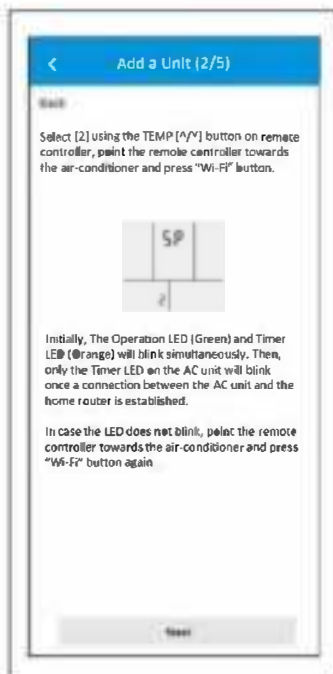 Add a Unit (2/5)
Back
Select [2] using the TEMP [^/˅] button on remote
controller, point the remote controller towards
the air-conditioner and press "Wi-Fi" button.
SP
2
Initially, The Operation LED (Green) and Timer
LED (Orange) will blink simultaneously. Then,
only the Timer LED on the AC unit will blink
once a connection between the AC unit and the
home router is established.
In case the LED does not blink, point the remote
controller towards the air-conditioner and press
"Wi-Fi" button again
Next